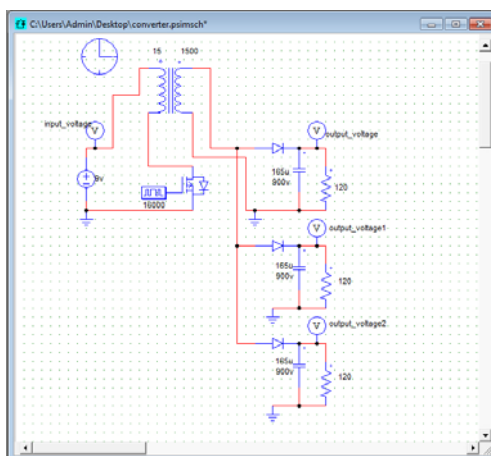 C:\Users\Admin\Desktop\converter.psimsch*
15 1500
input_voltage
V
9v
16000
V
output_voltage
165u
900v
120
V
output_voltage1
165u
900v
120
V
output_voltage2
165u
900v
120